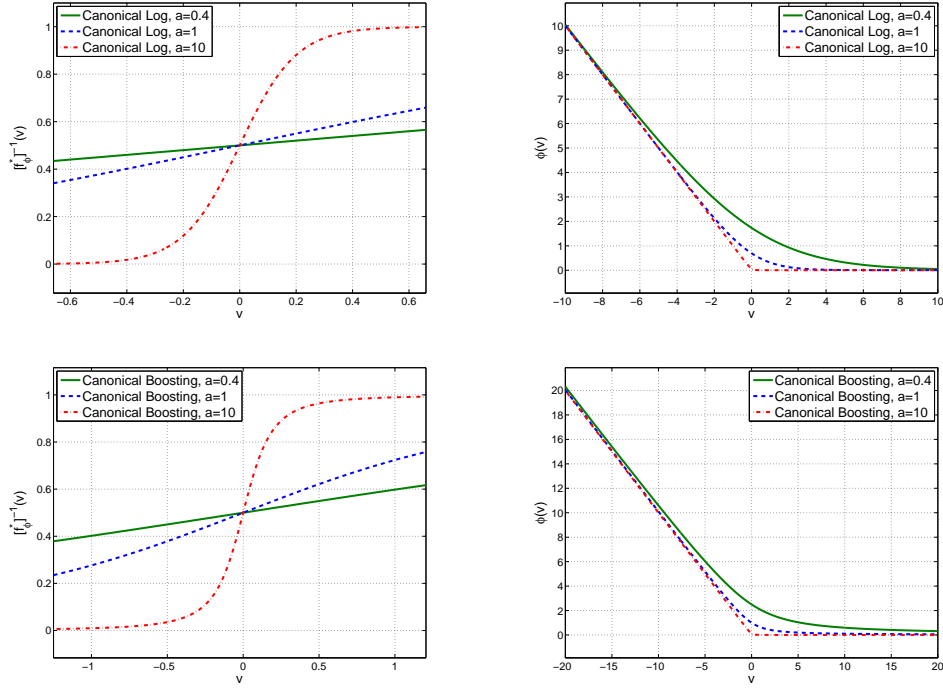 Canonical Log, a=0.4
Canonical Log, a=1
Canonical Log, a=10
1
0.8
0.6
0.4
0.2
0
−0.6 −0.4 −0.2 0 0.2 0.4 0.6
v
[f*ϕ]−1(v)
Canonical Log, a=0.4
Canonical Log, a=1
Canonical Log, a=10
10
9
8
7
6
5
4
3
2
1
0
−10 −8 −6 −4 −2 0 2 4 6 8 10
v
ϕ(v)
Canonical Boosting, a=0.4
Canonical Boosting, a=1
Canonical Boosting, a=10
1
0.8
0.6
0.4
0.2
0
−1 −0.5 0 0.5 1
v
[f*ϕ]−1(v)
Canonical Boosting, a=0.4
Canonical Boosting, a=1
Canonical Boosting, a=10
20
18
16
14
12
10
8
6
4
2
0
−20 −15 −10 −5 0 5 10 15 20
v
ϕ(v)